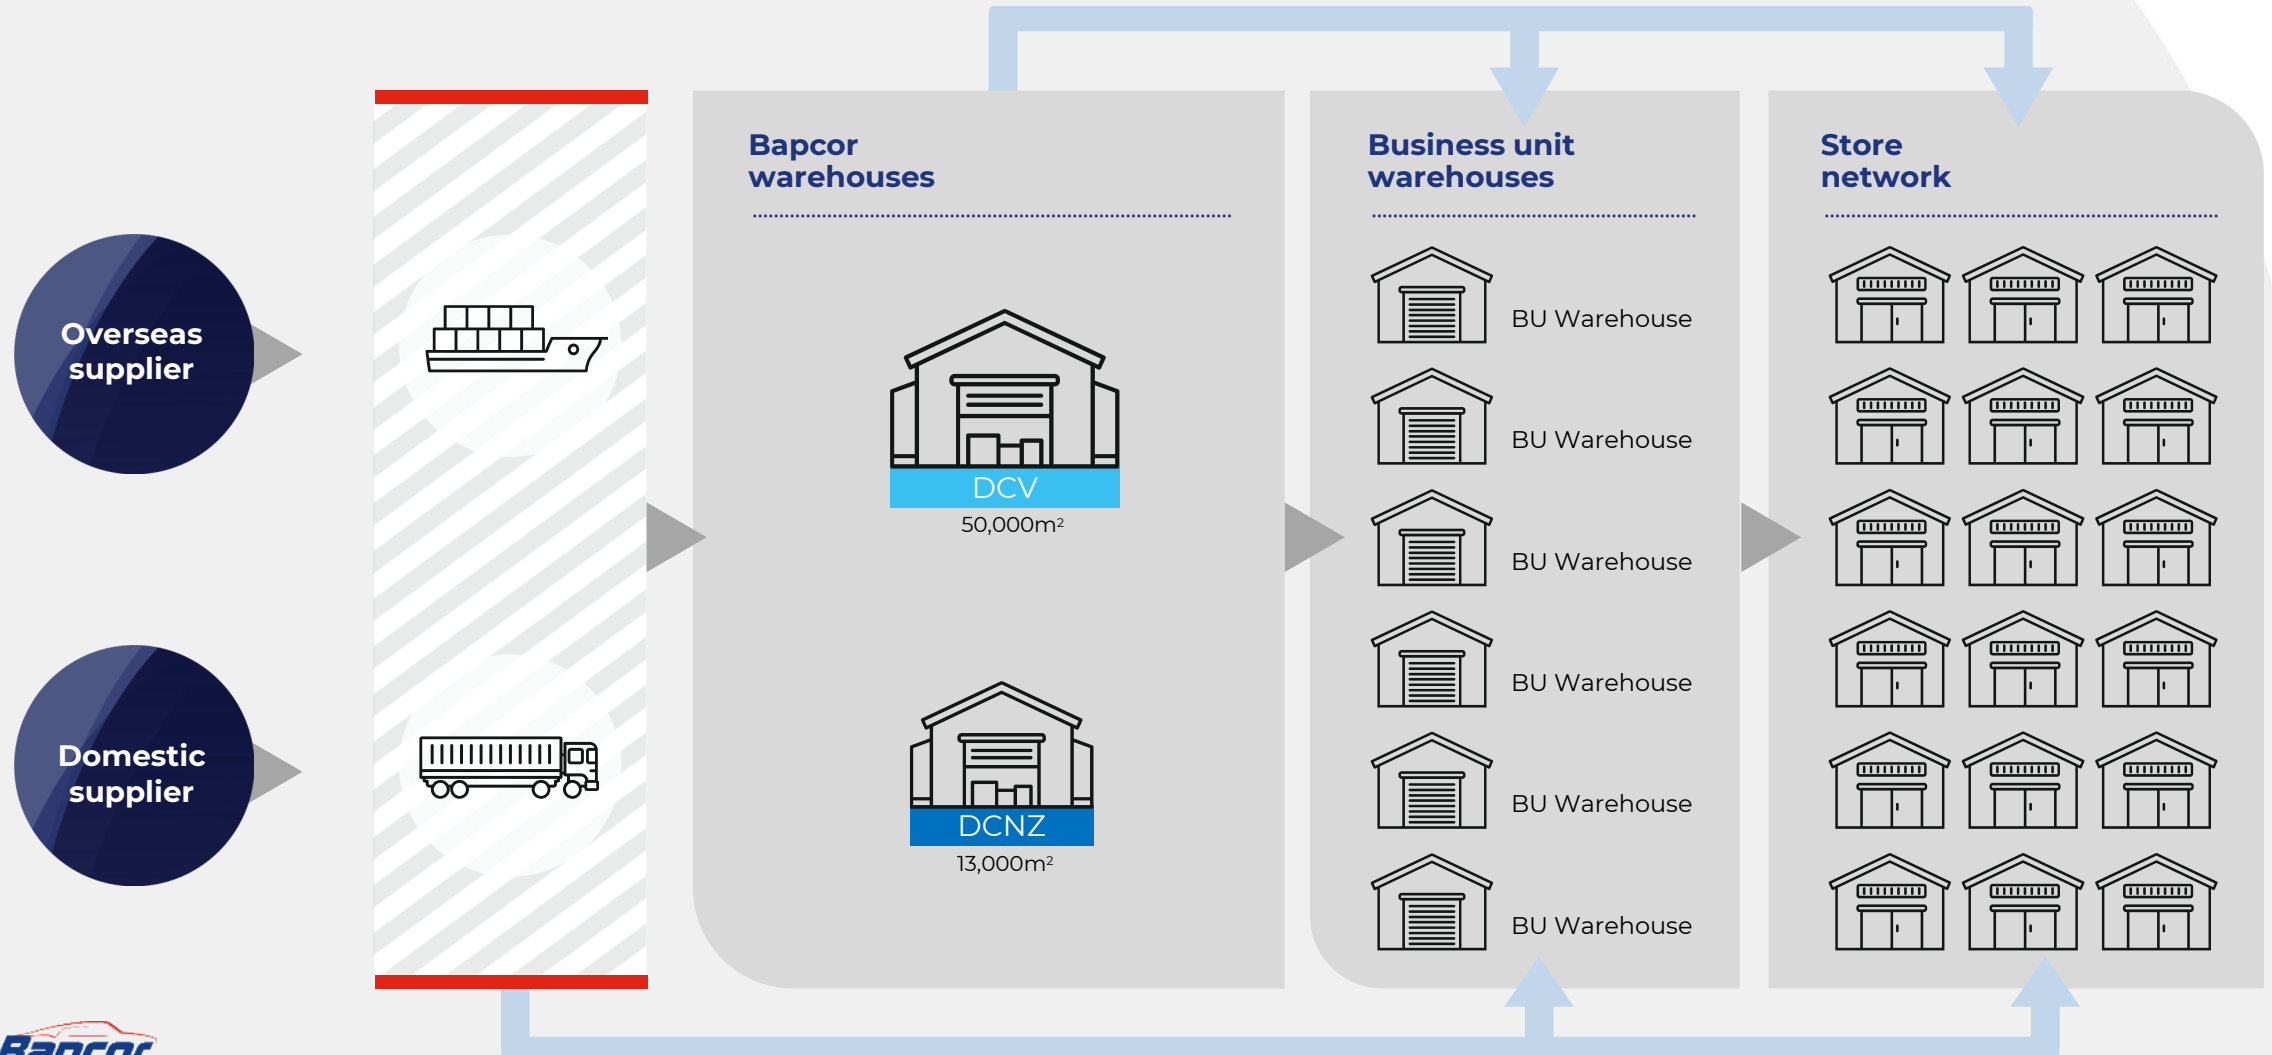 Overseas
supplier
Domestic
supplier
Bapcor
warehouses
DCV
50,000m²
DCNZ
13,000m²
Business unit
warehouses
BU Warehouse
BU Warehouse
BU Warehouse
BU Warehouse
BU Warehouse
BU Warehouse
Store
network
Bapcor